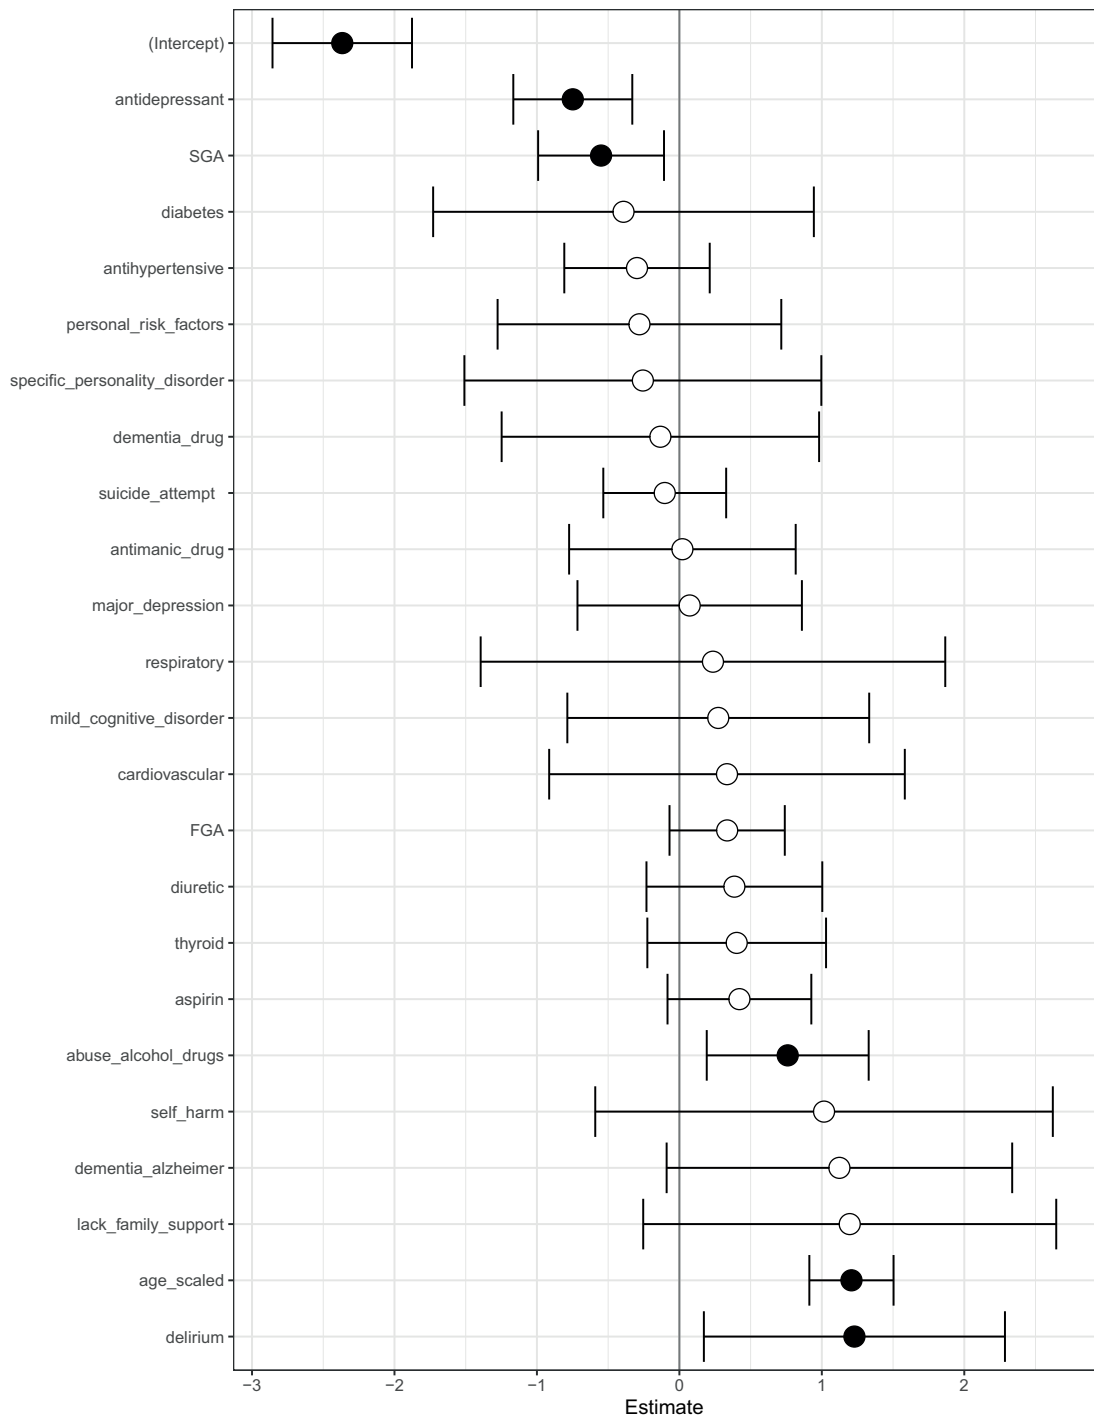 (Intercept)
antidepressant
SGA
diabetes
antihypertensive
personal_risk_factors
specific_personality_disorder
dementia_drug
suicide_attempt
antimanic_drug
major_depression
respiratory
mild_cognitive_disorder
cardiovascular
FGA
diuretic
thyroid
aspirin
abuse_alcohol_drugs
self_harm
dementia_alzheimer
lack_family_support
age_scaled
delirium
−3 −2 −1 0 1 2
Estimate